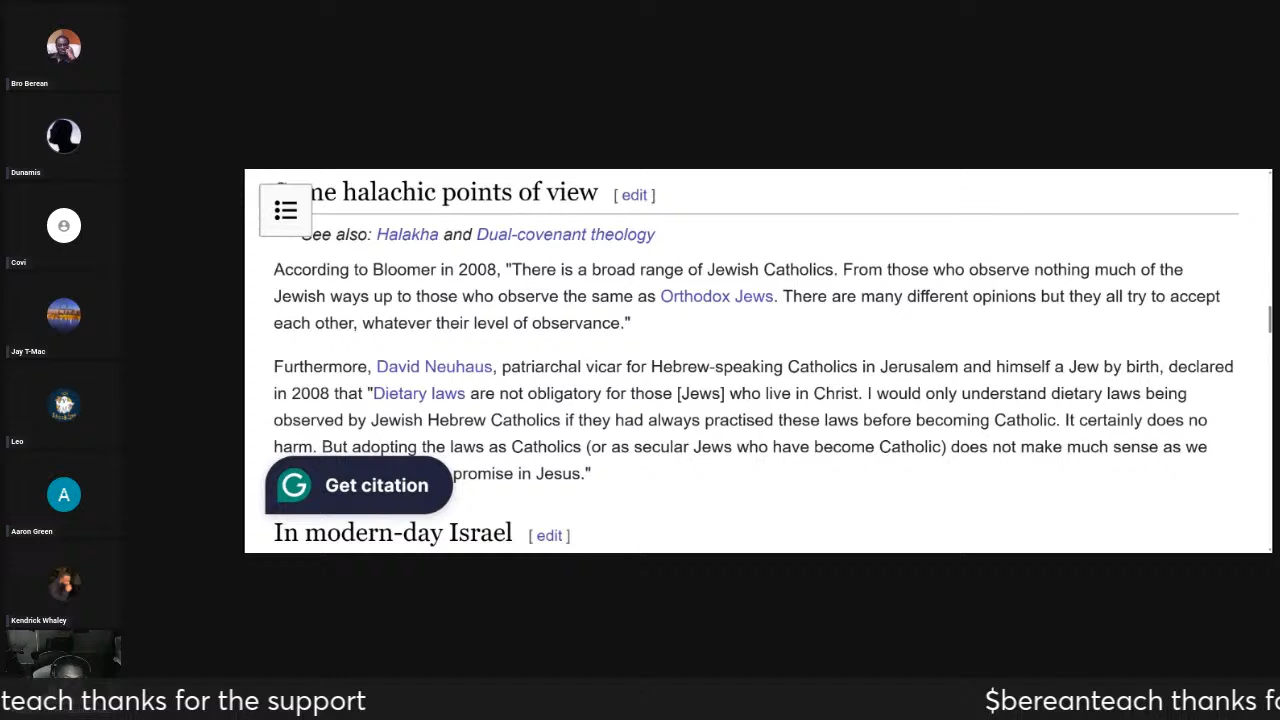 Bro Berean
Dunamis
Covi
Jay T-Mac
Leo
A
Aaron Green
Kendrick Whaley
me halachic points of view [ edit ]
See also: Halakha and Dual-covenant theology
According to Bloomer in 2008, "There is a broad range of Jewish Catholics. From those who observe nothing much of the
Jewish ways up to those who observe the same as Orthodox Jews. There are many different opinions but they all try to accept
each other, whatever their level of observance."
Furthermore, David Neuhaus, patriarchal vicar for Hebrew-speaking Catholics in Jerusalem and himself a Jew by birth, declared
in 2008 that "Dietary laws are not obligatory for those [Jews] who live in Christ. I would only understand dietary laws being
observed by Jewish Hebrew Catholics if they had always practised these laws before becoming Catholic. It certainly does no
harm. But adopting the laws as Catholics (or as secular Jews who have become Catholic) does not make much sense as we
promise in Jesus."
Get citation
In modern-day Israel [ edit ]
teach thanks for the support $bereanteach thanks fo